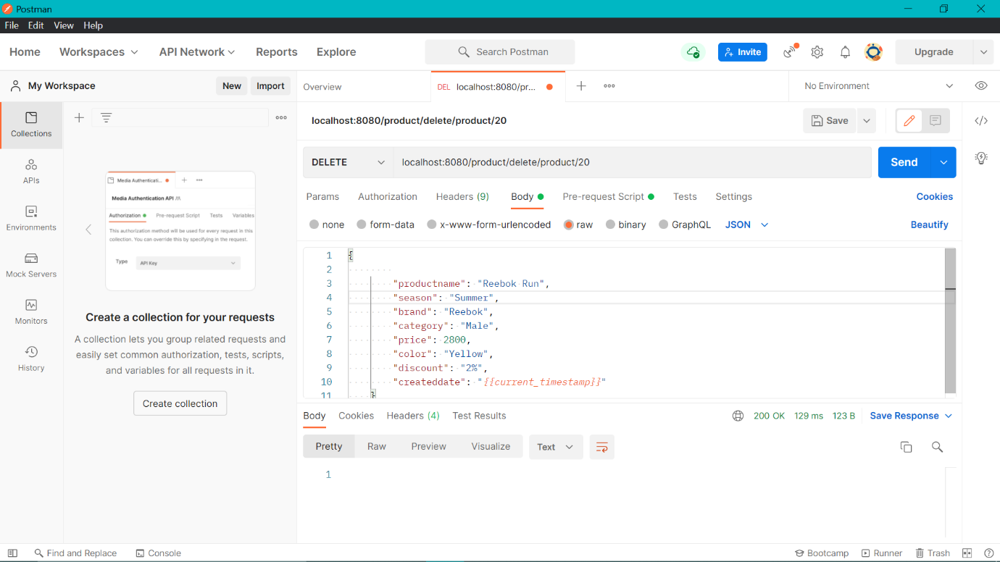 Postman
File Edit View Help
Home Workspaces API Network Reports Explore Search Postman Invite Upgrade
My Workspace New Import Overview DEL localhost:8080/pr... No Environment
Collections
APIs
Environments
Mock Servers
Monitors
History
Media Authenticati...
Media Authentication API
Authorization Pre-request Script Tests Variables
This authorization method will be used for every request in this
collection. You can override this by specifying in the request.
Type API Key
Create a collection for your requests
A collection lets you group related requests and
easily set common authorization, tests, scripts,
and variables for all requests in it.
Create collection
localhost:8080/product/delete/product/20 Save
DELETE localhost:8080/product/delete/product/20 Send
Params Authorization Headers (9) Body Pre-request Script Tests Settings Cookies
none form-data x-www-form-urlencoded raw binary GraphQL JSON Beautify
1 {
2
3 "productname": "Reebok Run",
4 "season": "Summer",
5 "brand": "Reebok",
6 "category": "Male",
7 "price": 2800,
8 "color": "Yellow",
9 "discount": "2%",
10 "createddate": "{{current_timestamp}}"
11 }
Body Cookies Headers (4) Test Results 200 OK 129 ms 123 B Save Response
Pretty Raw Preview Visualize Text
1
Find and Replace Console Bootcamp Runner Trash